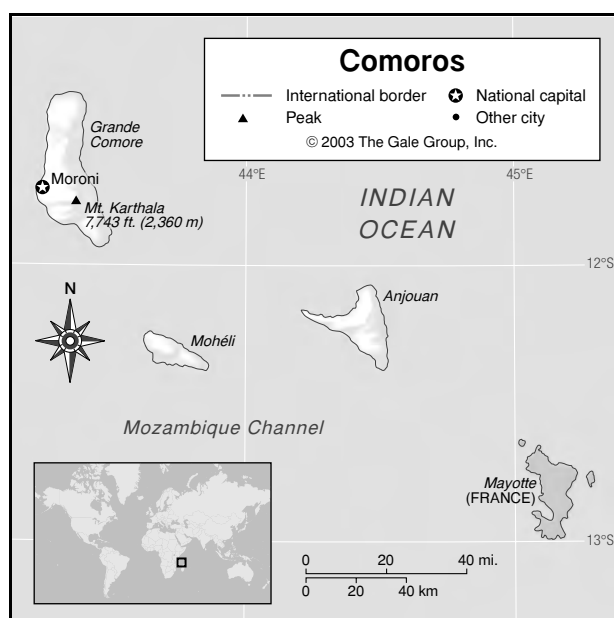 Comoros
International border
National capital
Peak
Other city
© 2003 The Gale Group, Inc.
Grande
Comore
Moroni
Mt. Karthala
7,743 ft. (2,360 m)
44°E
45°E
INDIAN
OCEAN
12°S
N
Anjouan
Mohéli
Mozambique Channel
Mayotte
(FRANCE)
13°S
0 20 40 mi.
0 20 40 km